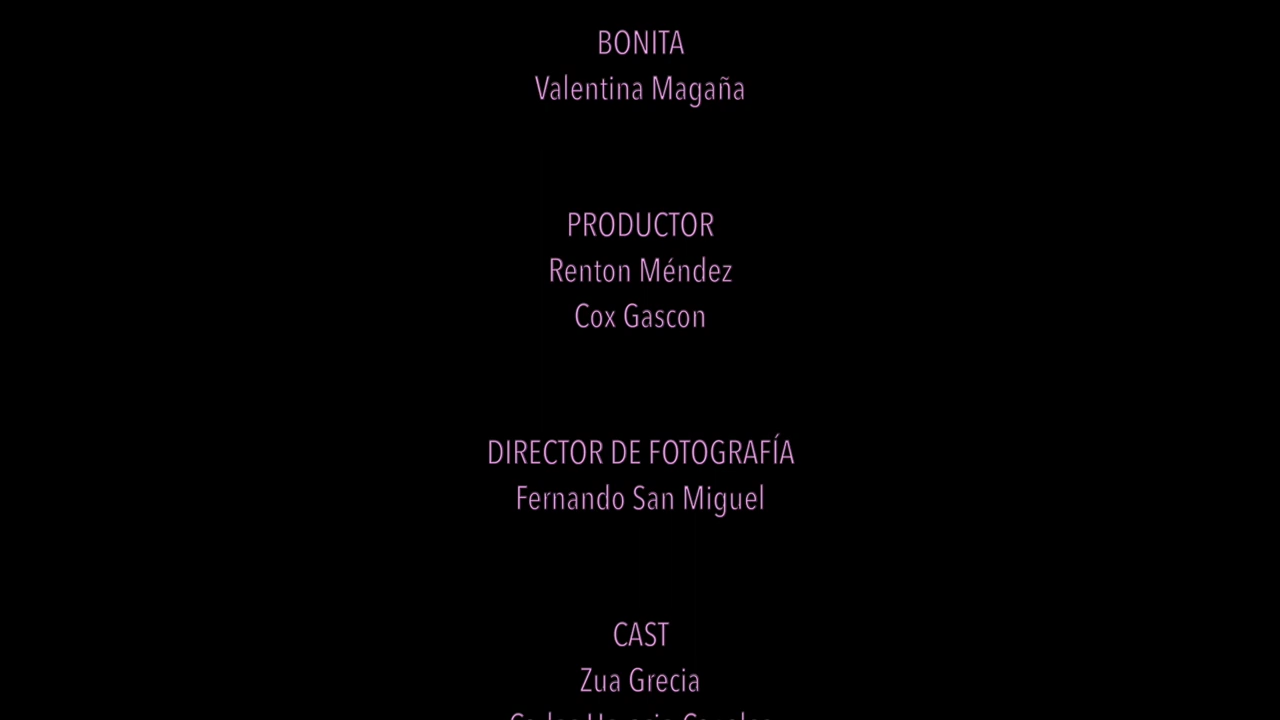 BONITA
Valentina Magaña
PRODUCTOR
Renton Méndez
Cox Gascon
DIRECTOR DE FOTOGRAFÍA
Fernando San Miguel
CAST
Zua Grecia